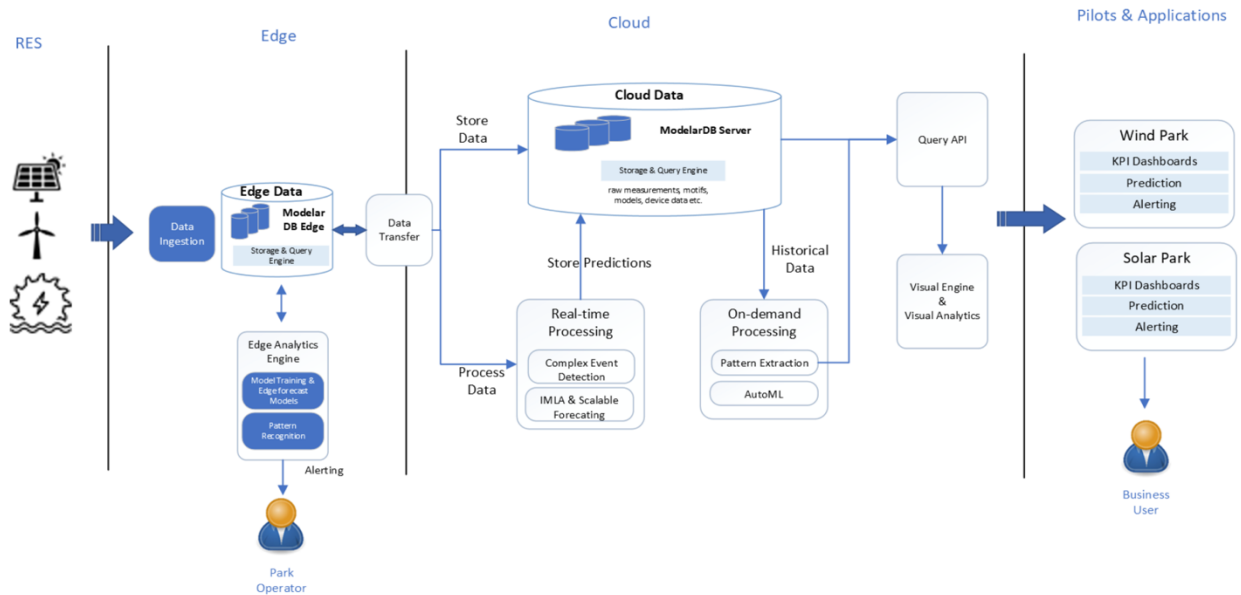 RES
Edge
Cloud
Pilots & Applications
Data
Ingestion
Edge Data
Modelar
DB Edge
Storage & Query
Engine
Data
Transfer
Edge Analytics
Engine
Model Training &
Edge forecast
Models
Pattern
Recognition
Alerting
Park
Operator
Store
Data
Process
Data
Cloud Data
ModelarDB Server
Storage & Query Engine
raw measurements, motifs,
models, device data etc.
Store Predictions
Historical
Data
Real-time
Processing
Complex Event
Detection
IMLA & Scalable
Forecating
On-demand
Processing
Pattern Extraction
AutoML
Query API
Visual Engine
&
Visual Analytics
Wind Park
KPI Dashboards
Prediction
Alerting
Solar Park
KPI Dashboards
Prediction
Alerting
Business
User